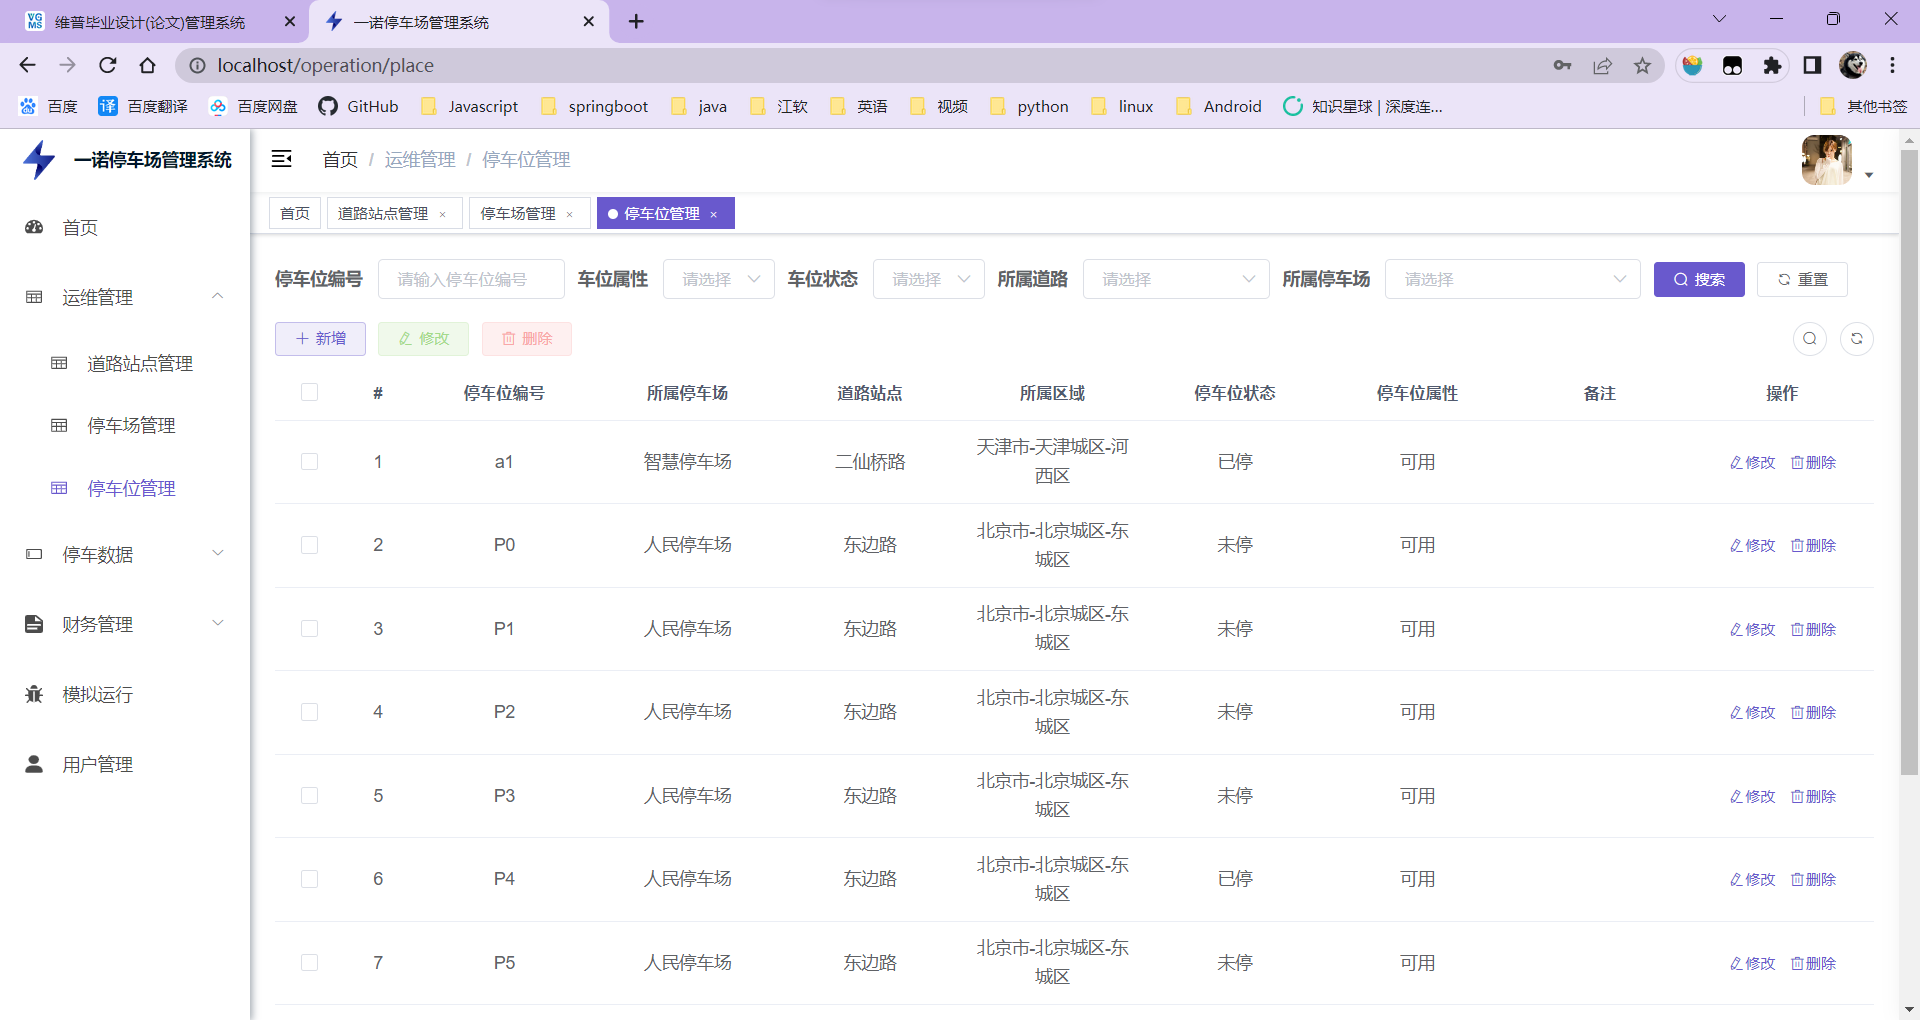 维普毕业设计(论文)管理系统
一诺停车场管理系统
localhost/operation/place
百度
百度翻译
百度网盘
GitHub
Javascript
springboot
java
江软
英语
视频
python
linux
Android
知识星球 | 深度连...
其他书签
一诺停车场管理系统
首页 / 运维管理 / 停车位管理
首页
道路站点管理 ×
停车场管理 ×
停车位管理 ×
首页
运维管理
道路站点管理
停车场管理
停车位管理
停车数据
财务管理
模拟运行
用户管理
停车位编号 请输入停车位编号 车位属性 请选择 车位状态 请选择 所属道路 请选择 所属停车场 请选择 搜索 重置
新增 修改 删除
# 停车位编号 所属停车场 道路站点 所属区域 停车位状态 停车位属性 备注 操作
1 a1 智慧停车场 二仙桥路 天津市-天津城区-河 已停 可用 修改 删除
西区
2 P0 人民停车场 东边路 北京市-北京城区-东 未停 可用 修改 删除
城区
3 P1 人民停车场 东边路 北京市-北京城区-东 未停 可用 修改 删除
城区
4 P2 人民停车场 东边路 北京市-北京城区-东 未停 可用 修改 删除
城区
5 P3 人民停车场 东边路 北京市-北京城区-东 未停 可用 修改 删除
城区
6 P4 人民停车场 东边路 北京市-北京城区-东 已停 可用 修改 删除
城区
7 P5 人民停车场 东边路 北京市-北京城区-东 未停 可用 修改 删除
城区